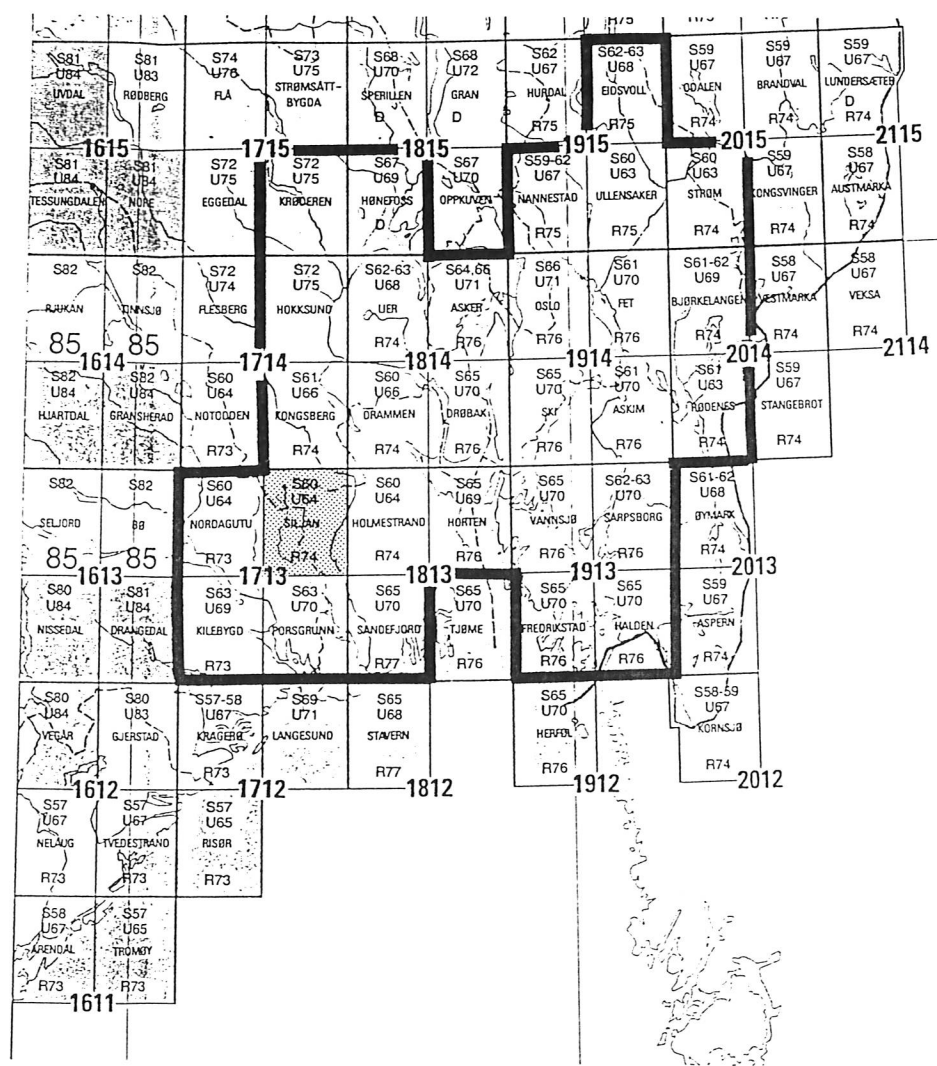 R75 R75
S81 S81 S74 S73 S68 S68 S62 S62-63 S59 S59 S59
U84 U83 U76 U75 U70 U72 U67 U68 U67 U67 U67
UVDAL RØDBERG FLÅ STRØMSÅTT- SPERILLEN GRAN HURDAL EIDSVOLL ODALEN BRANDVAL LUNDERSÆTER
BYGDA
D D R75 R75 R74 R74 D R74
1615 1715 1815 1915 2015 2115
S81 S81 S72 S72 S67 S67 S59-62 S60 S60 S59 S58
U84 U84 U75 U75 U69 U70 U67 U63 U63 U67 U67
TESSUNGDALEN NORE EGGEDAL KRØDEREN HØNEFOSS OPPKUVEN NANNESTAD ULLENSAKER STRØM KONGSVINGER AUSTMARKA
D R75 R75 R74 R74 R74
S82 S82 S72 S72 S62-63 S64,66 S66 S61 S61-62 S58 S58
U74 U75 U68 U71 U71 U70 U69 U67 U67
RJUKAN TINNSJØ FLESBERG HOKKSUND UER ASKER OSLO FET BJØRKELANGEN VESTMARKA VEKSA
85 85 R74 R76 R76 R76 R74 R74 R74
1614 1714 1814 1914 2014 2114
S82 S82 S60 S61 S60 S65 S65 S61 S61 S59
U84 U84 U64 U66 U66 U70 U70 U70 U63 U67
HJARTDAL GRANSHERAD NOTODDEN KONGSBERG DRAMMEN DRØBAK SKI ASKIM RØDENES STANGEBROT
R73 R74 R74 R76 R76 R76 R74 R74
S82 S82 S60 S60 S60 S65 S65 S62-63 S61-62
U64 U64 U64 U69 U70 U70 U68
SELJORD BØ NORDAGUTU SILJAN HOLMESTRAND HORTEN VANNSJØ SARPSBORG ØYMARK
85 85 R73 R74 R74 R76 R76 R76 R74
1613 1713 1813 1913 2013
S80 S81 S63 S63 S65 S65 S65 S65 S59
U84 U84 U69 U70 U70 U70 U70 U70 U67
NISSEDAL DRANGEDAL KILEBYGD PORSGRUNN SANDEFJORD TJØME FREDRIKSTAD HALDEN ASPERN
R73 R77 R76 R76 R76 R74
S80 S80 S57-58 S69 S65 S65 S58-59
U84 U83 U67 U71 U68 U70 U67
VEGÅR GJERSTAD KRAGERØ LANGESUND STAVERN HERFØL KORNSJØ
R73 R77 R76 R74
1612 1712 1812 1912 2012
S57 S57 S57
U67 U67 U65
NELAUG TVEDESTRAND RISØR
R73 R73 R73
S58 S57
U67 U65
ARENDAL TROMØY
R73 R73
1611